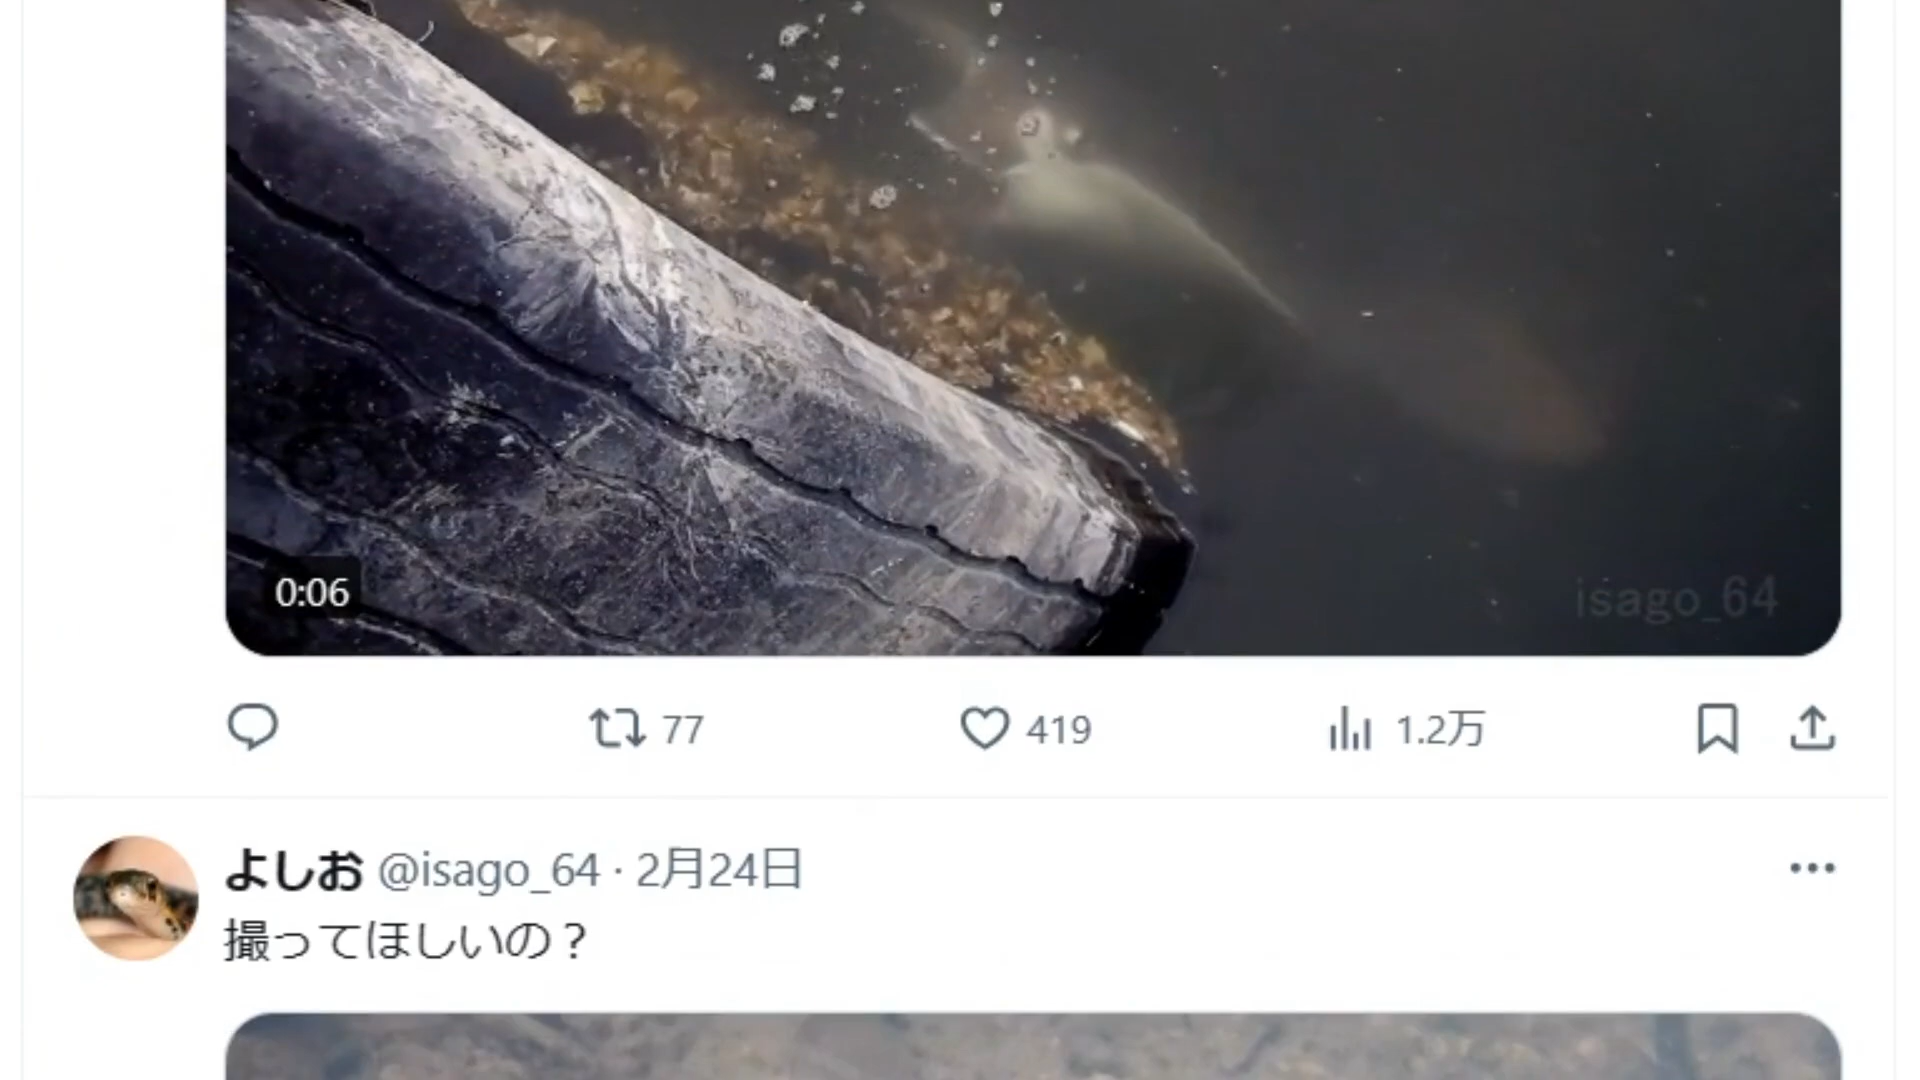 0:06
isago_64
77
419
1.2万
よしお @isago_64 · 2月24日
撮ってほしいの？